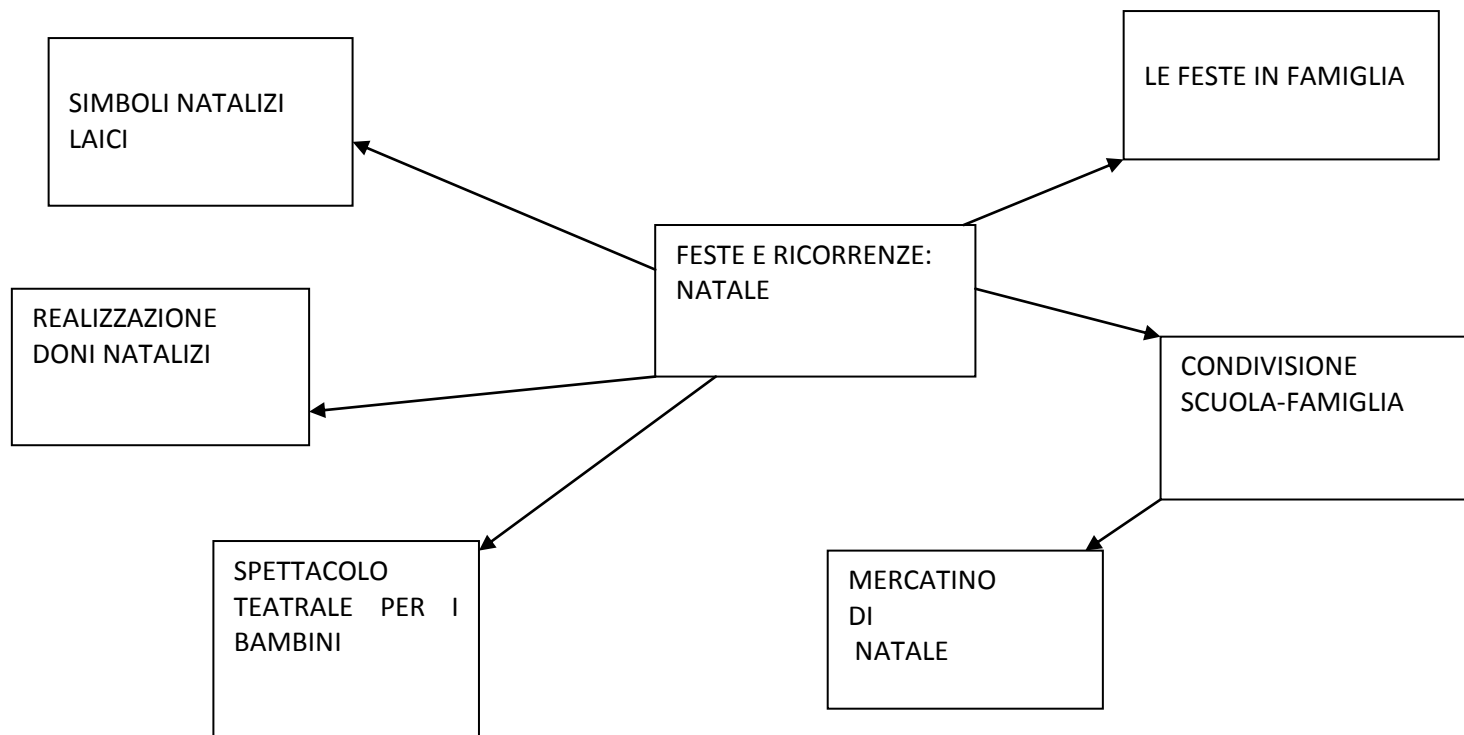 SIMBOLI NATALIZI
LAICI
LE FESTE IN FAMIGLIA
FESTE E RICORRENZE:
NATALE
REALIZZAZIONE
DONI NATALIZI
CONDIVISIONE
SCUOLA-FAMIGLIA
SPETTACOLO
TEATRALE PER I
BAMBINI
MERCATINO
DI
NATALE